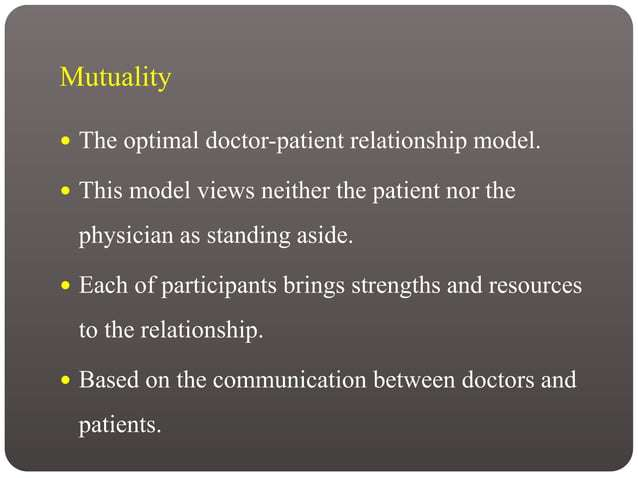 Mutuality
• The optimal doctor-patient relationship model.
• This model views neither the patient nor the
physician as standing aside.
• Each of participants brings strengths and resources
to the relationship.
• Based on the communication between doctors and
patients.